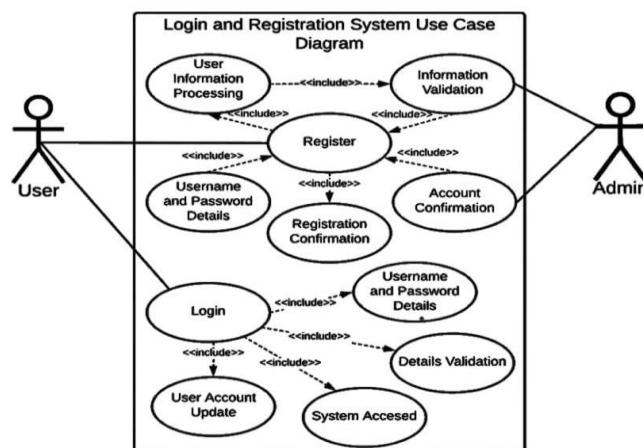 Login and Registration System Use Case
Diagram
User
Information
Processing
<<include>>
Information
Validation
<<include>>
<<include>>
Register
<<include>>
<<include>>
<<include>>
User
Admin
Username
and Password
Details
Registration
Confirmation
Account
Confirmation
Login
<<include>>
Username
and Password
Details
<<include>>
<<include>>
<<include>>
Details Validation
User Account
Update
System Accesed